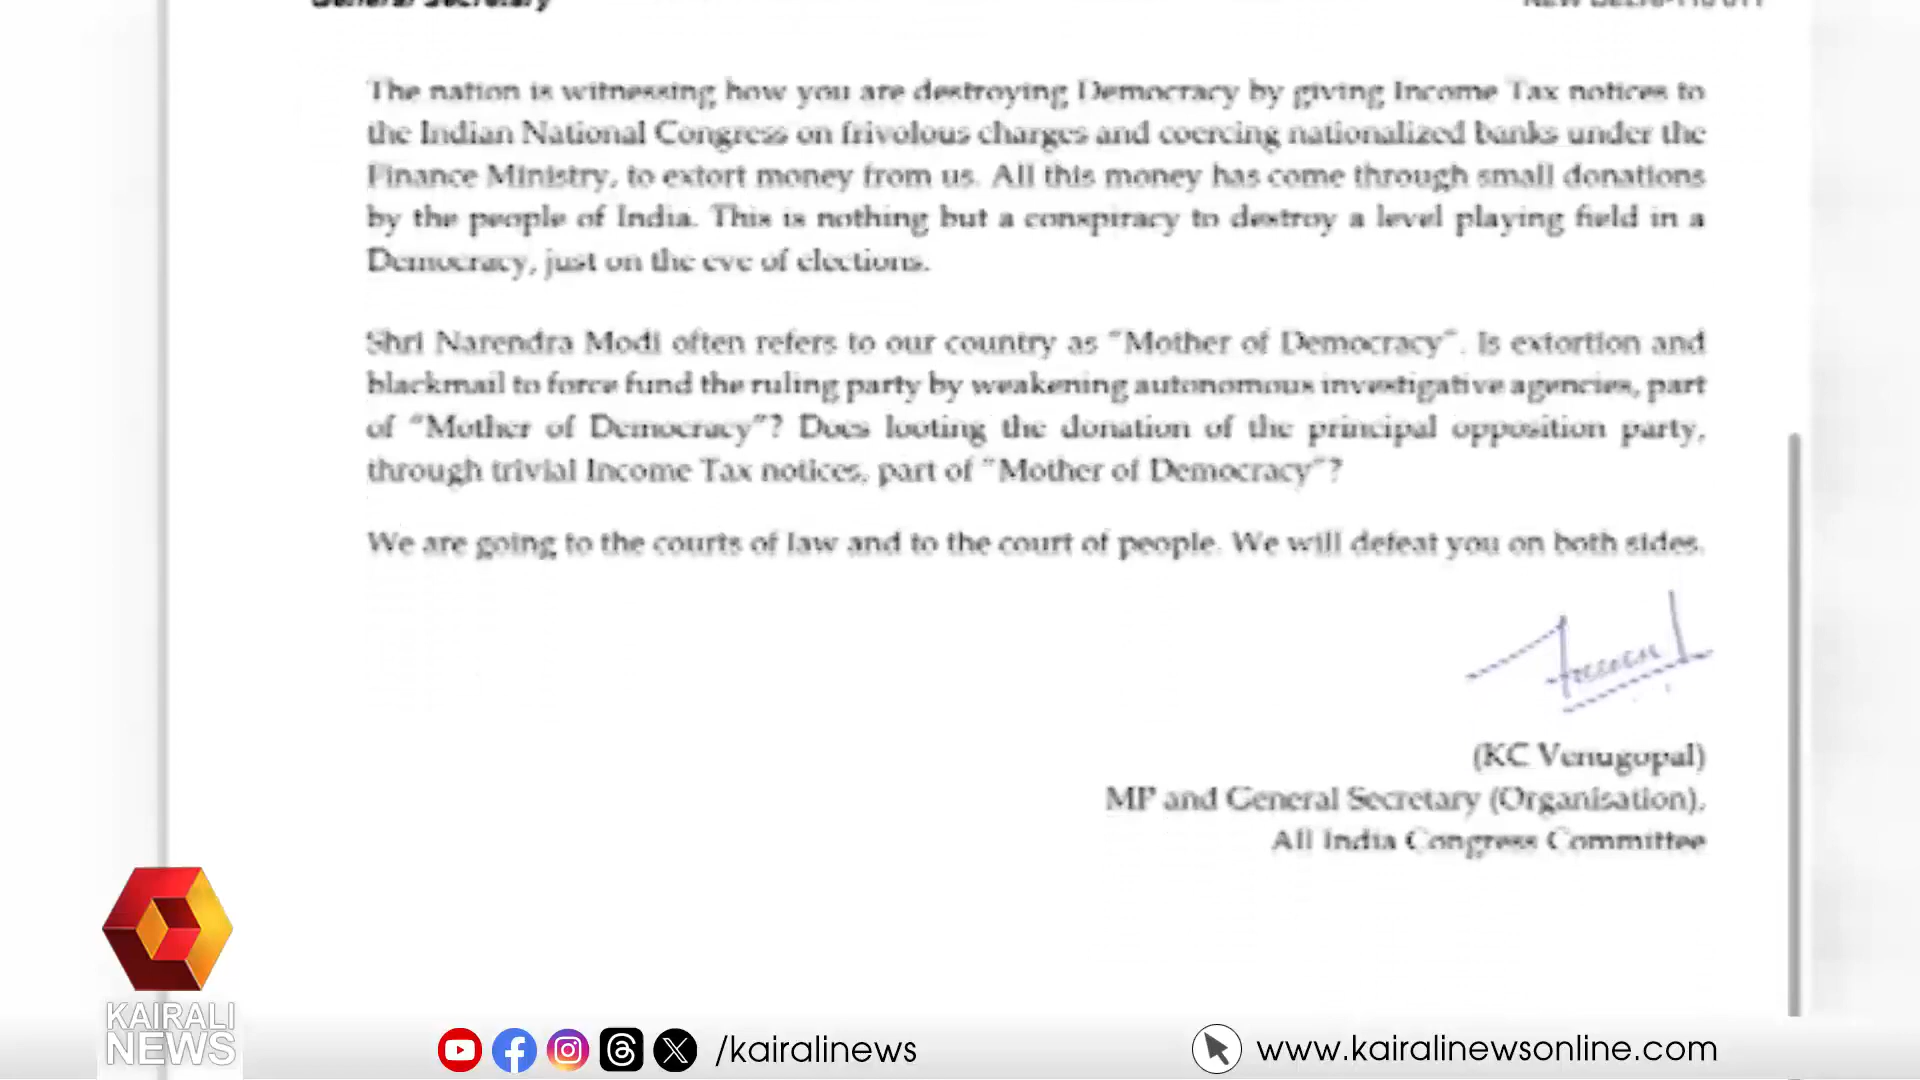 General Secretary
NEW DELHI-110 011
The nation is witnessing how you are destroying Democracy by giving Income Tax notices to
the Indian National Congress on frivolous charges and coercing nationalized banks under the
Finance Ministry, to extort money from us. All this money has come through small donations
by the people of India. This is nothing but a conspiracy to destroy a level playing field in a
Democracy, just on the eve of elections.
Shri Narendra Modi often refers to our country as “Mother of Democracy”. Is extortion and
blackmail to force fund the ruling party by weakening autonomous investigative agencies, part
of “Mother of Democracy”? Does looting the donation of the principal opposition party,
through trivial Income Tax notices, part of “Mother of Democracy”?
We are going to the courts of law and to the court of people. We will defeat you on both sides.
(KC Venugopal)
MP and General Secretary (Organisation),
All India Congress Committee
KAIRALI
NEWS
/kairalinews
www.kairalinewsonline.com